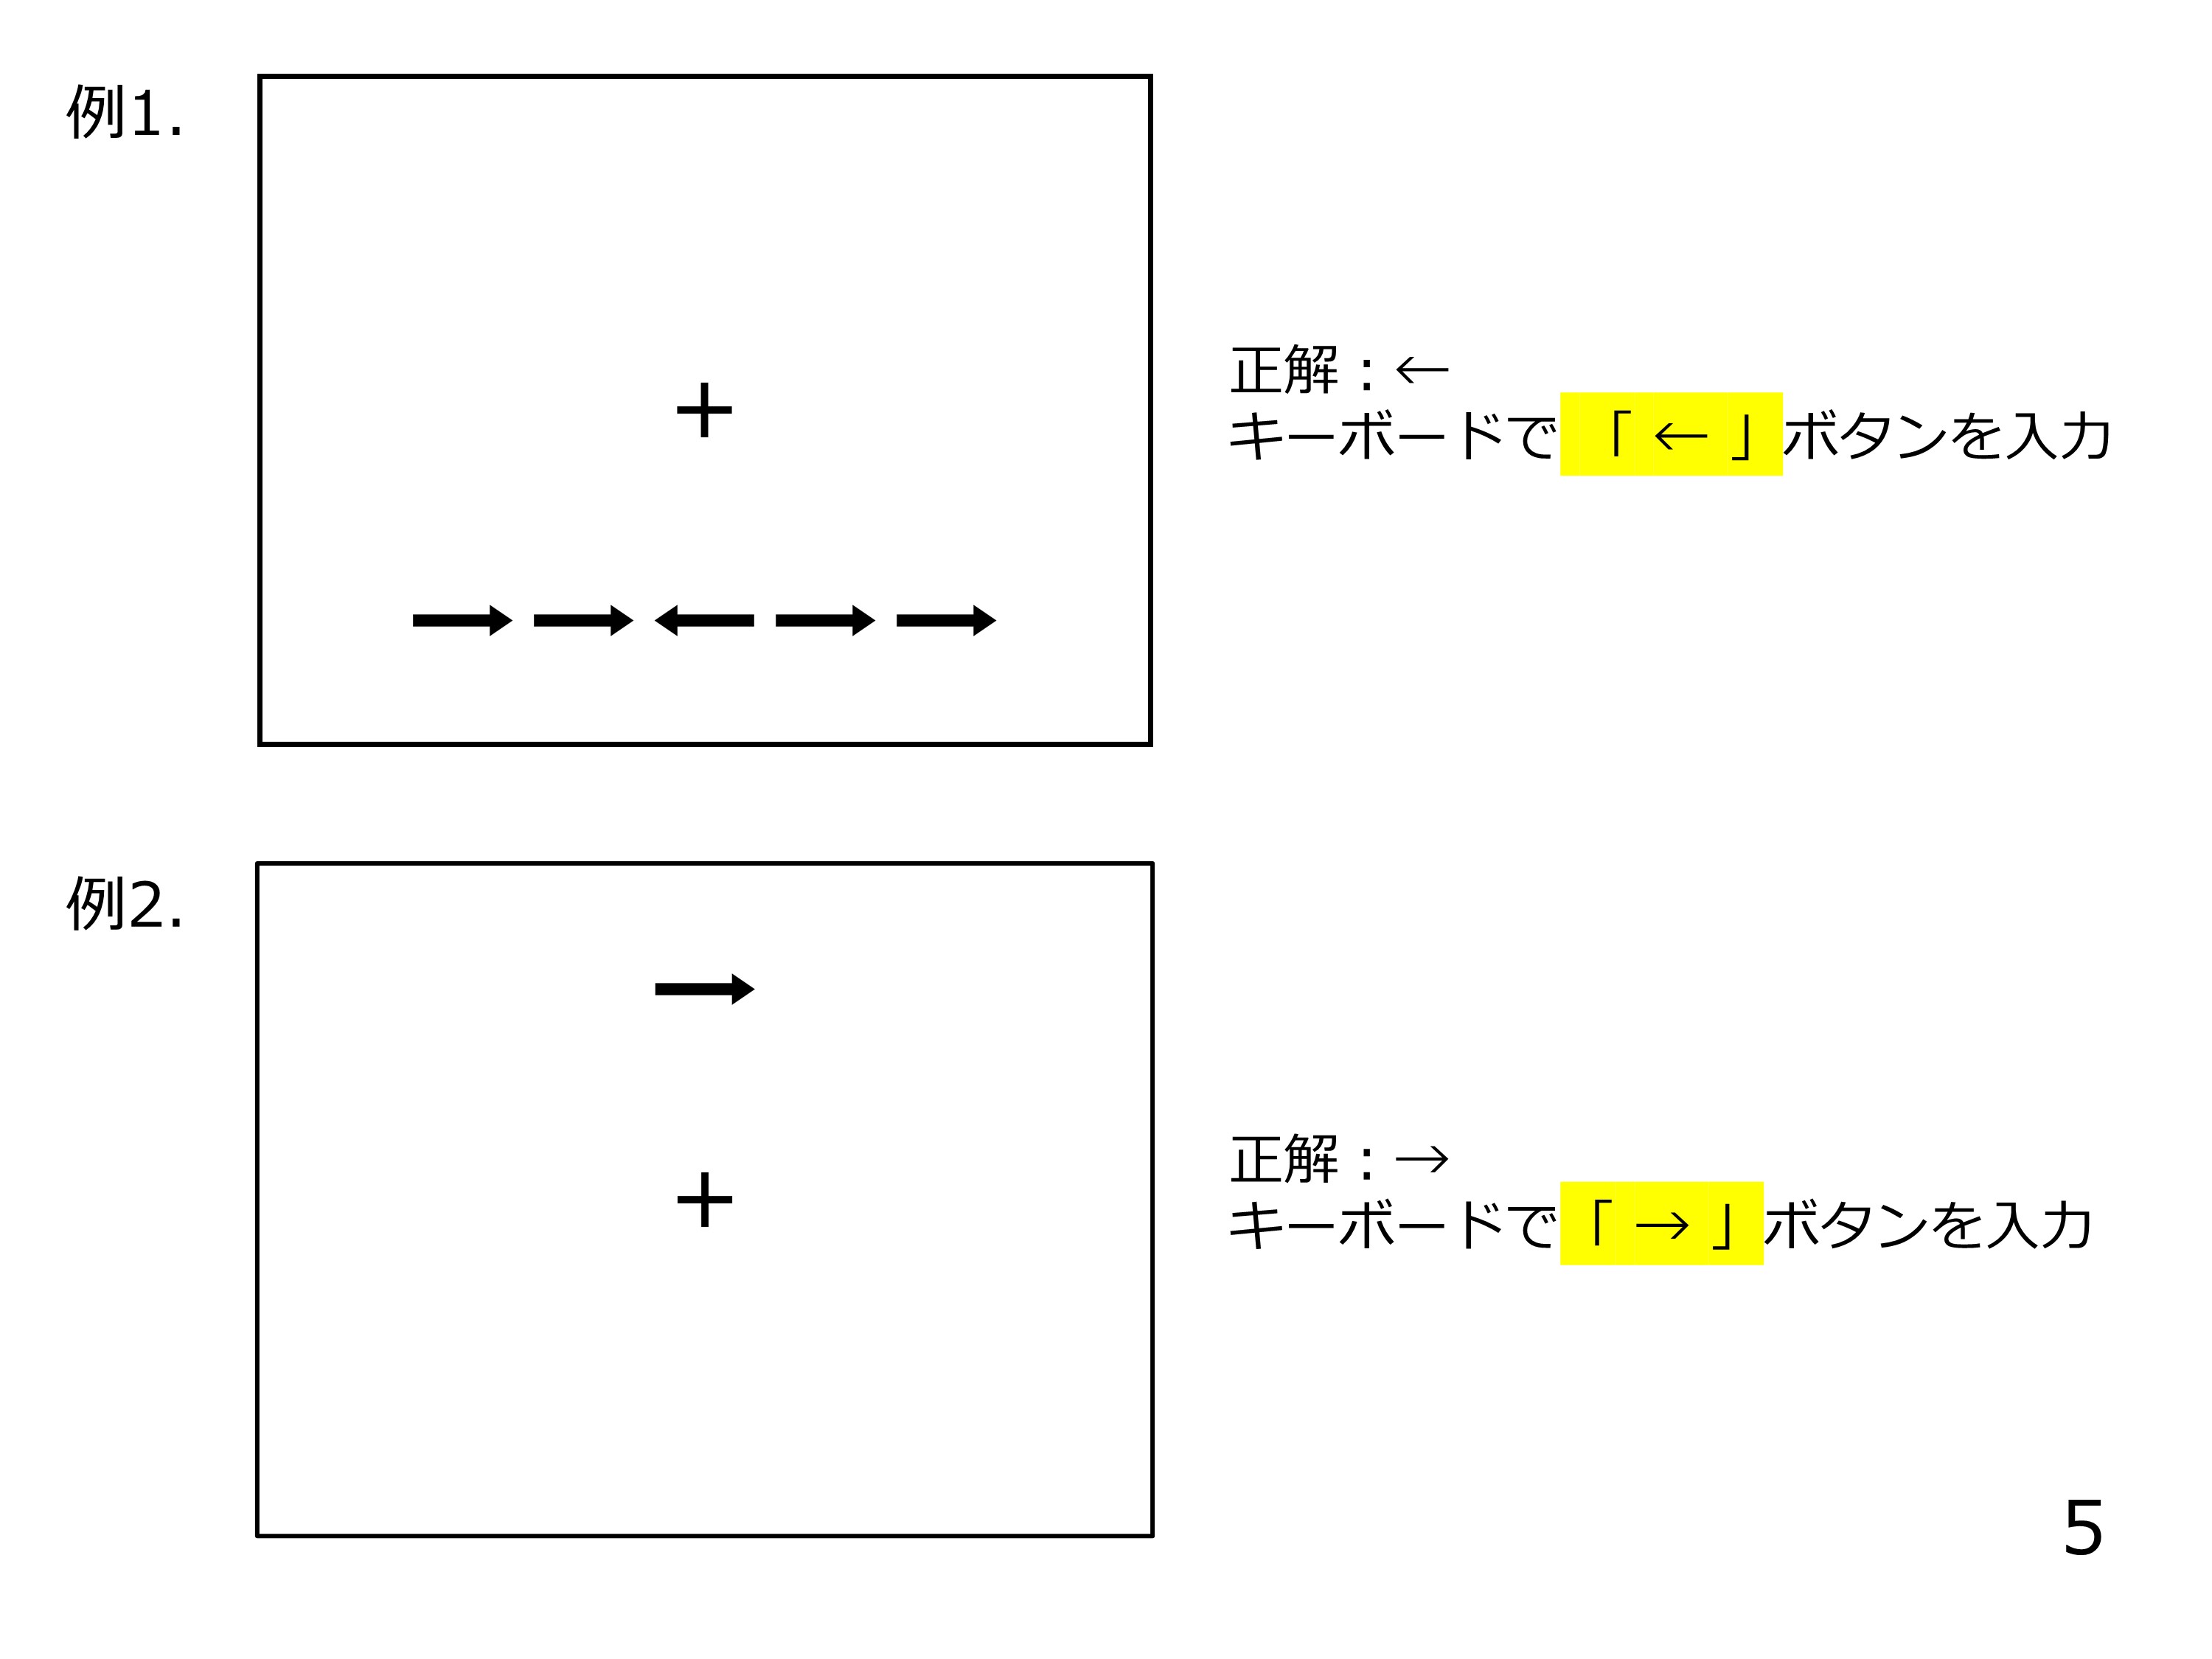 例1.
+
→ → ← → →
正解：←
キーボードで「 ← 」ボタンを入力
例2.
→
+
正解：→
キーボードで「 → 」ボタンを入力
5